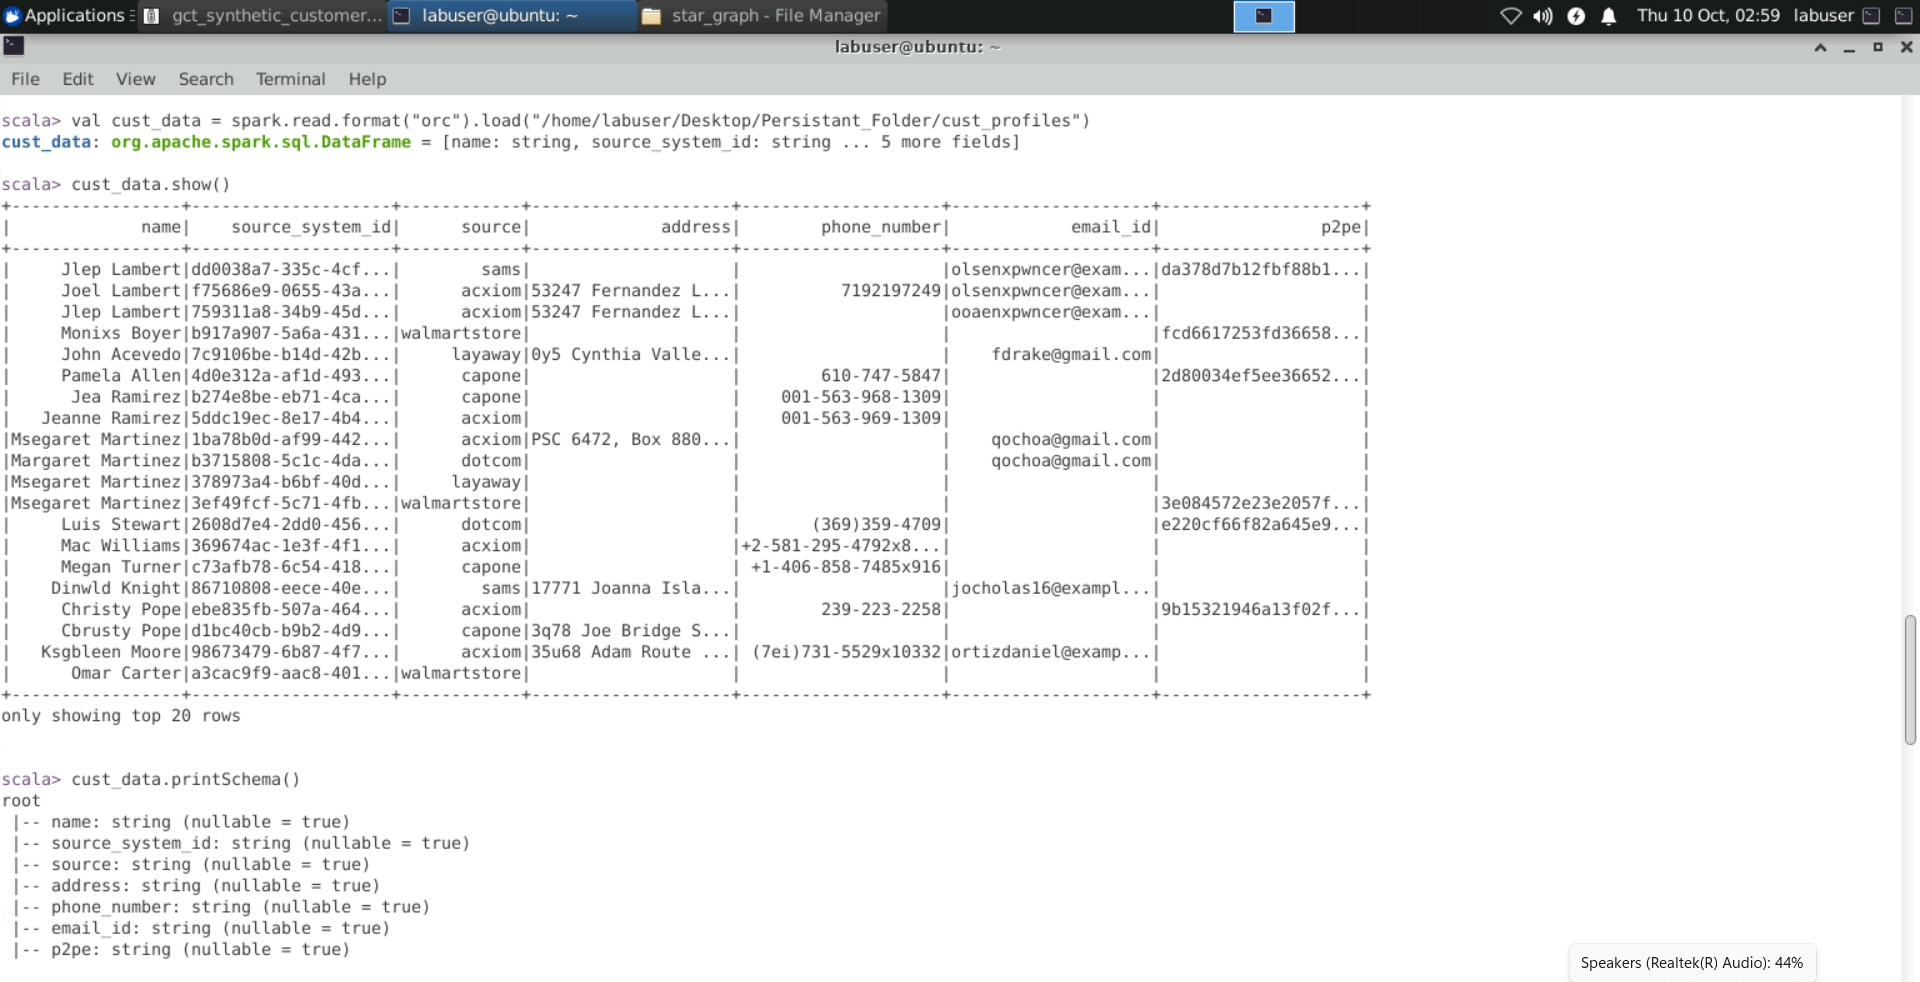 Applications gct_synthetic_customer... labuser@ubuntu: ~ star_graph - File Manager Thu 10 Oct, 02:59 labuser
labuser@ubuntu: ~
File Edit View Search Terminal Help
scala> val cust_data = spark.read.format("orc").load("/home/labuser/Desktop/Persistant_Folder/cust_profiles")
cust_data: org.apache.spark.sql.DataFrame = [name: string, source_system_id: string ... 5 more fields]
scala> cust_data.show()
+-----------------+--------------------+------------+--------------------+--------------------+--------------------+--------------------+
|             name|    source_system_id|      source|             address|        phone_number|            email_id|                p2pe|
+-----------------+--------------------+------------+--------------------+--------------------+--------------------+--------------------+
|     Jlep Lambert|dd0038a7-335c-4cf...|        sams|                    |                    |olsenxpwncer@exam...|da378d7b12fbf88b1...|
|     Joel Lambert|f75686e9-0655-43a...|      acxiom|53247 Fernandez L...|          7192197249|olsenxpwncer@exam...|                    |
|     Jlep Lambert|759311a8-34b9-45d...|      acxiom|53247 Fernandez L...|                    |ooaenxpwncer@exam...|                    |
|     Monixs Boyer|b917a907-5a6a-431...|walmartstore|                    |                    |                    |fcd6617253fd36658...|
|     John Acevedo|7c9106be-b14d-42b...|     layaway|0y5 Cynthia Valle...|                    |    fdrake@gmail.com|                    |
|     Pamela Allen|4d0e312a-af1d-493...|      capone|                    |        610-747-5847|                    |2d80034ef5ee36652...|
|      Jea Ramirez|b274e8be-eb71-4ca...|      capone|                    |    001-563-968-1309|                    |                    |
|   Jeanne Ramirez|5ddc19ec-8e17-4b4...|      acxiom|                    |    001-563-969-1309|                    |                    |
|Msegaret Martinez|1ba78b0d-af99-442...|      acxiom|PSC 6472, Box 880...|                    |    qochoa@gmail.com|                    |
|Margaret Martinez|b3715808-5c1c-4da...|      dotcom|                    |                    |    qochoa@gmail.com|                    |
|Msegaret Martinez|378973a4-b6bf-40d...|     layaway|                    |                    |                    |                    |
|Msegaret Martinez|3ef49fcf-5c71-4fb...|walmartstore|                    |                    |                    |3e084572e23e2057f...|
|     Luis Stewart|2608d7e4-2dd0-456...|      dotcom|                    |       (369)359-4709|                    |e220cf66f82a645e9...|
|     Mac Williams|369674ac-1e3f-4f1...|      acxiom|                    |+2-581-295-4792x8...|                    |                    |
|     Megan Turner|c73afb78-6c54-418...|      capone|                    | +1-406-858-7485x916|                    |                    |
|    Dinwld Knight|86710808-eece-40e...|        sams|17771 Joanna Isla...|                    |jocholas16@exampl...|                    |
|     Christy Pope|ebe835fb-507a-464...|      acxiom|                    |        239-223-2258|                    |9b15321946a13f02f...|
|     Cbrusty Pope|d1bc40cb-b9b2-4d9...|      capone|3q78 Joe Bridge S...|                    |                    |                    |
|   Ksgbleen Moore|98673479-6b87-4f7...|      acxiom|35u68 Adam Route ...| (7ei)731-5529x10332|ortizdaniel@examp...|                    |
|      Omar Carter|a3cac9f9-aac8-401...|walmartstore|                    |                    |                    |                    |
+-----------------+--------------------+------------+--------------------+--------------------+--------------------+--------------------+
only showing top 20 rows
scala> cust_data.printSchema()
root
 |-- name: string (nullable = true)
 |-- source_system_id: string (nullable = true)
 |-- source: string (nullable = true)
 |-- address: string (nullable = true)
 |-- phone_number: string (nullable = true)
 |-- email_id: string (nullable = true)
 |-- p2pe: string (nullable = true)
Speakers (Realtek(R) Audio): 44%